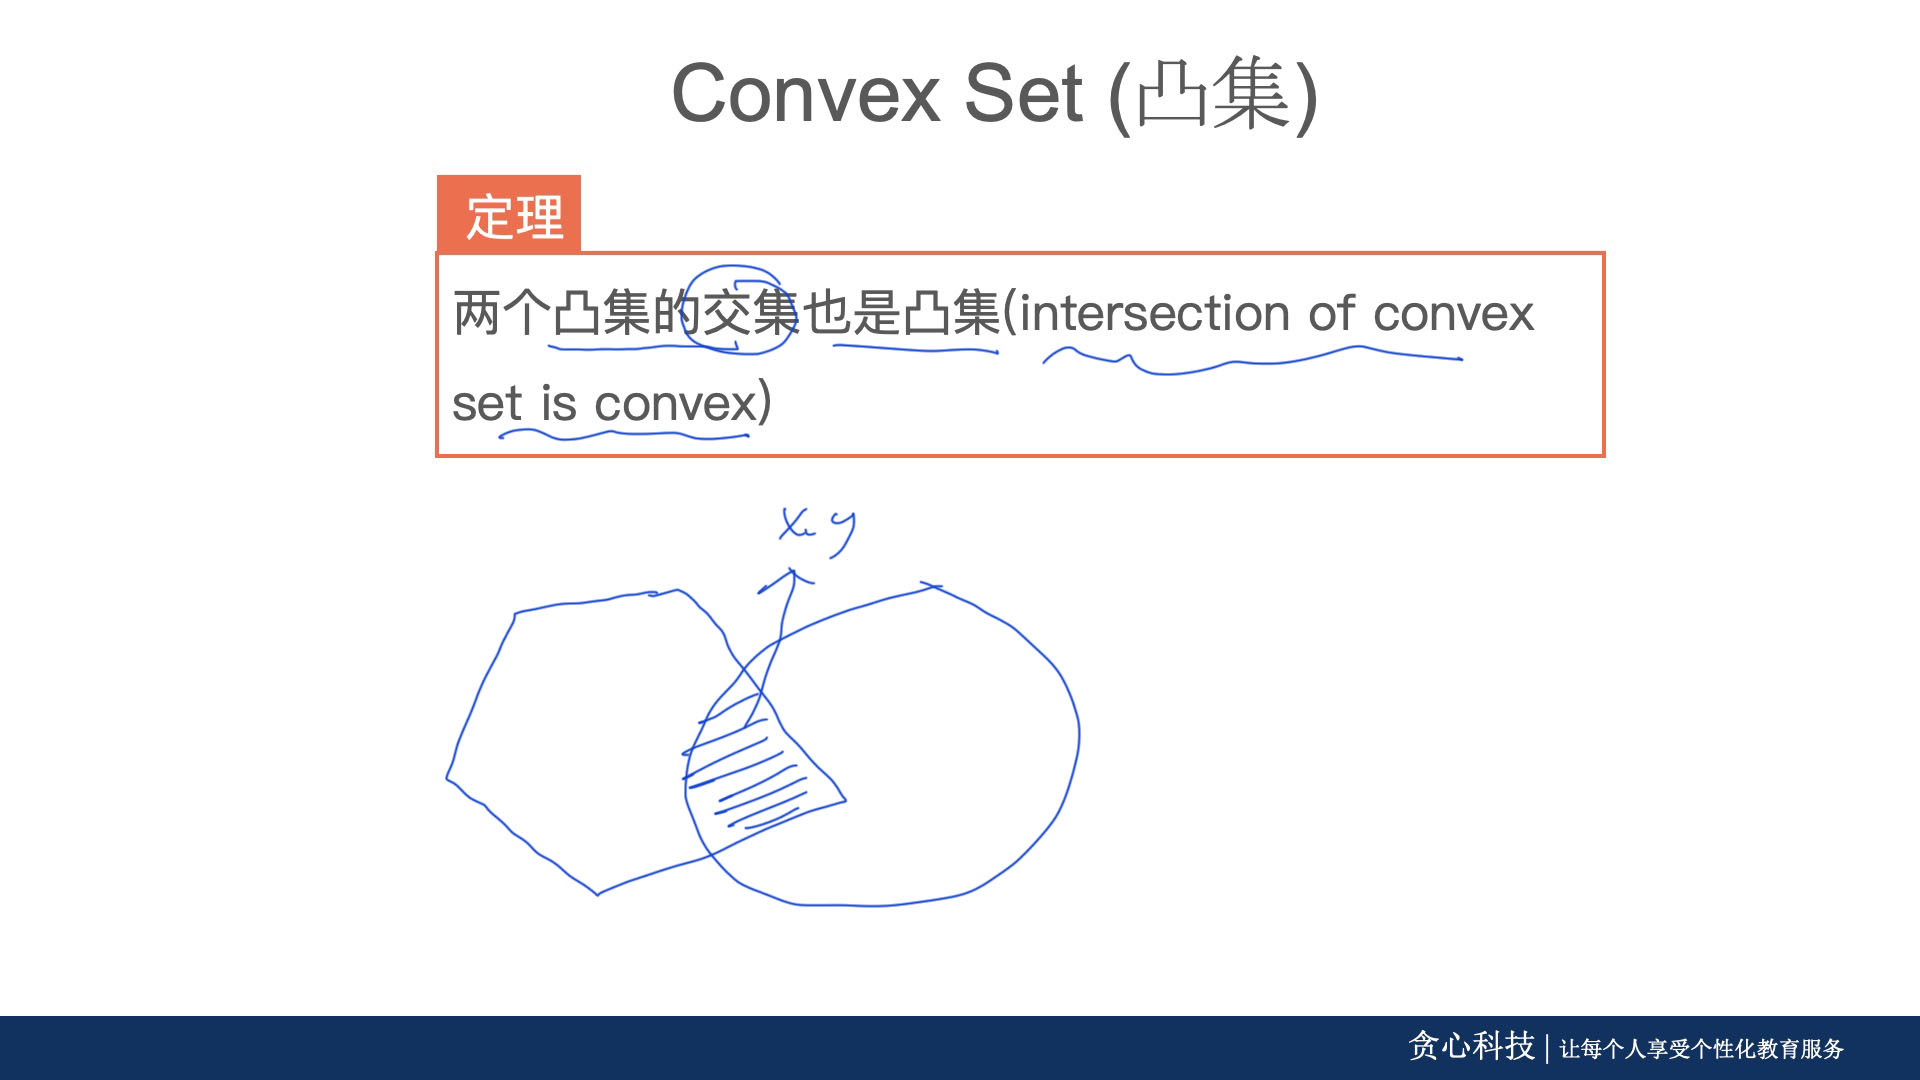 Convex Set (凸集)
定理
两个凸集的交集也是凸集(intersection of convex
set is convex)
x y
贪心科技 | 让每个人享受个性化教育服务